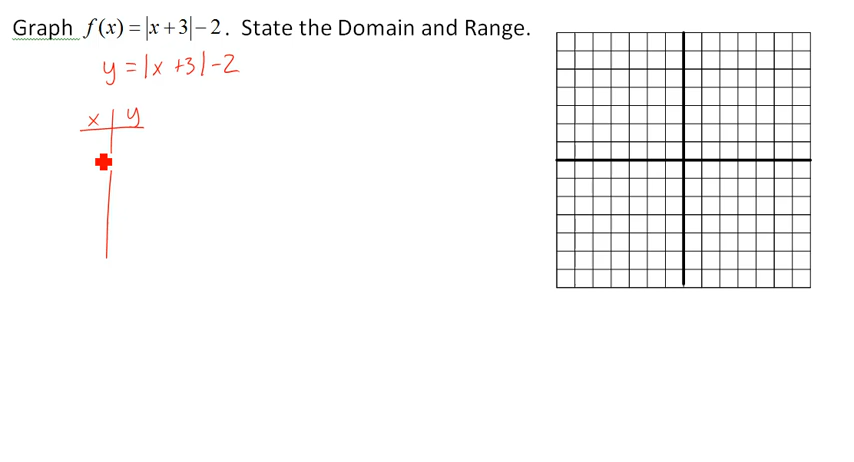 Graph f(x) = |x + 3| − 2. State the Domain and Range.
y = |x + 3| - 2
x | y